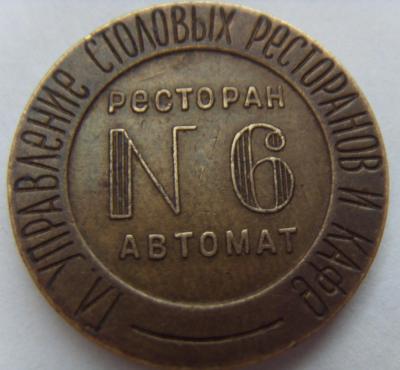 ГЛ. УПРАВЛЕНИЕ СТОЛОВЫХ РЕСТОРАНОВ И КАФЕ
РЕСТОРАН
N 6
АВТОМАТ